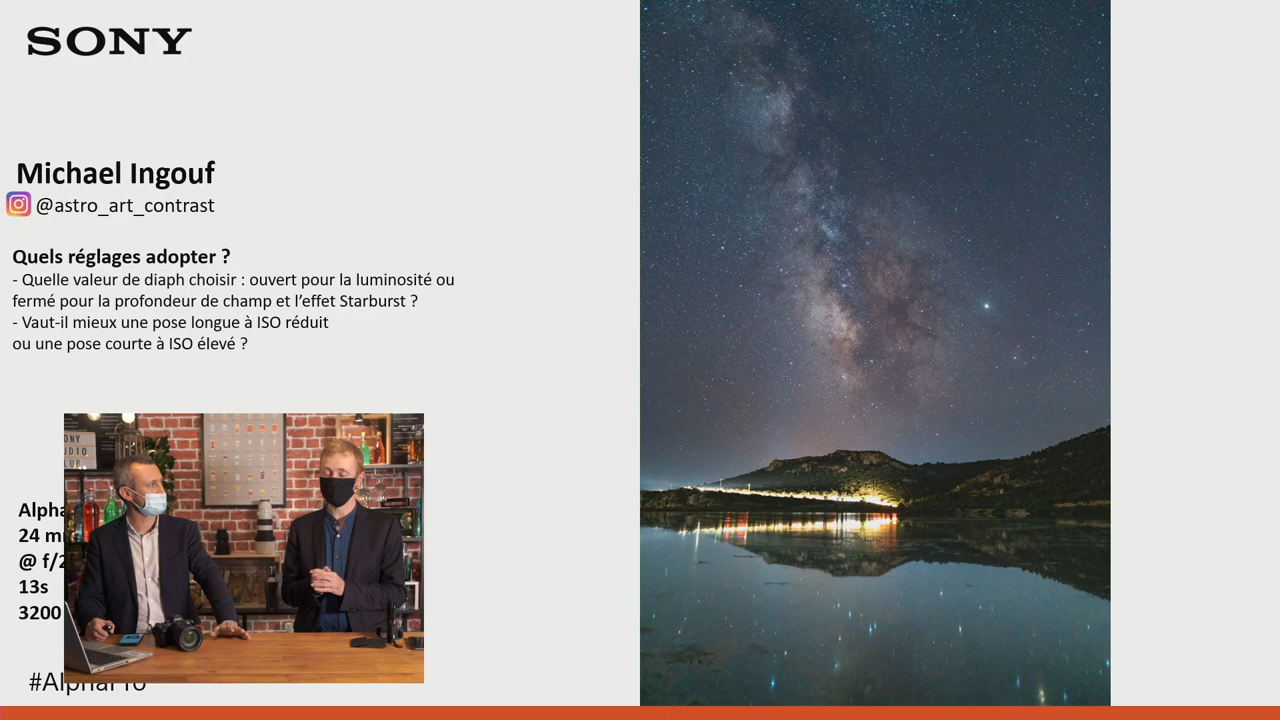 SONY
Michael Ingouf
@astro_art_contrast
Quels réglages adopter ?
- Quelle valeur de diaph choisir : ouvert pour la luminosité ou
fermé pour la profondeur de champ et l’effet Starburst ?
- Vaut-il mieux une pose longue à ISO réduit
ou une pose courte à ISO élevé ?
24
@
13s
3200